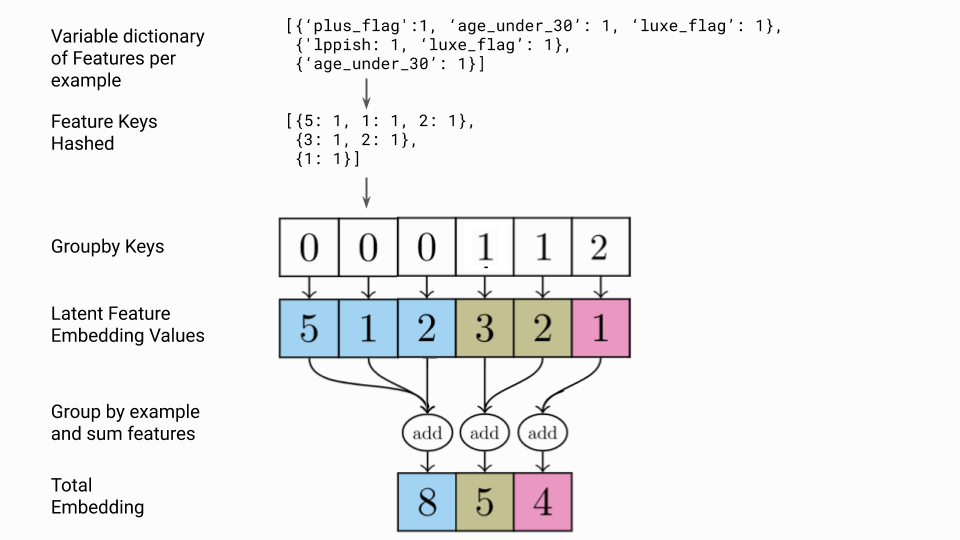 Variable dictionary
of Features per
example
[{‘plus_flag':1, ‘age_under_30’: 1, ‘luxe_flag’: 1},
{'lppish: 1, ‘luxe_flag’: 1},
{‘age_under_30’: 1}]
Feature Keys
Hashed
[{5: 1, 1: 1, 2: 1},
{3: 1, 2: 1},
{1: 1}]
Groupby Keys
0 0 0 1 1 2
Latent Feature
Embedding Values
5 1 2 3 2 1
Group by example
and sum features
add add add
Total
Embedding
8 5 4